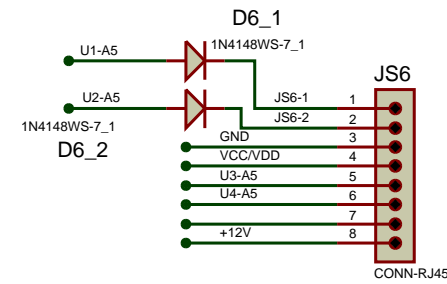 D6_1
1N4148WS-7_1
U1-A5
JS6
U2-A5
JS6-1
1
1N4148WS-7_1
JS6-2
2
D6_2
GND
3
VCC/VDD
4
U3-A5
5
U4-A5
6
7
+12V
8
CONN-RJ45